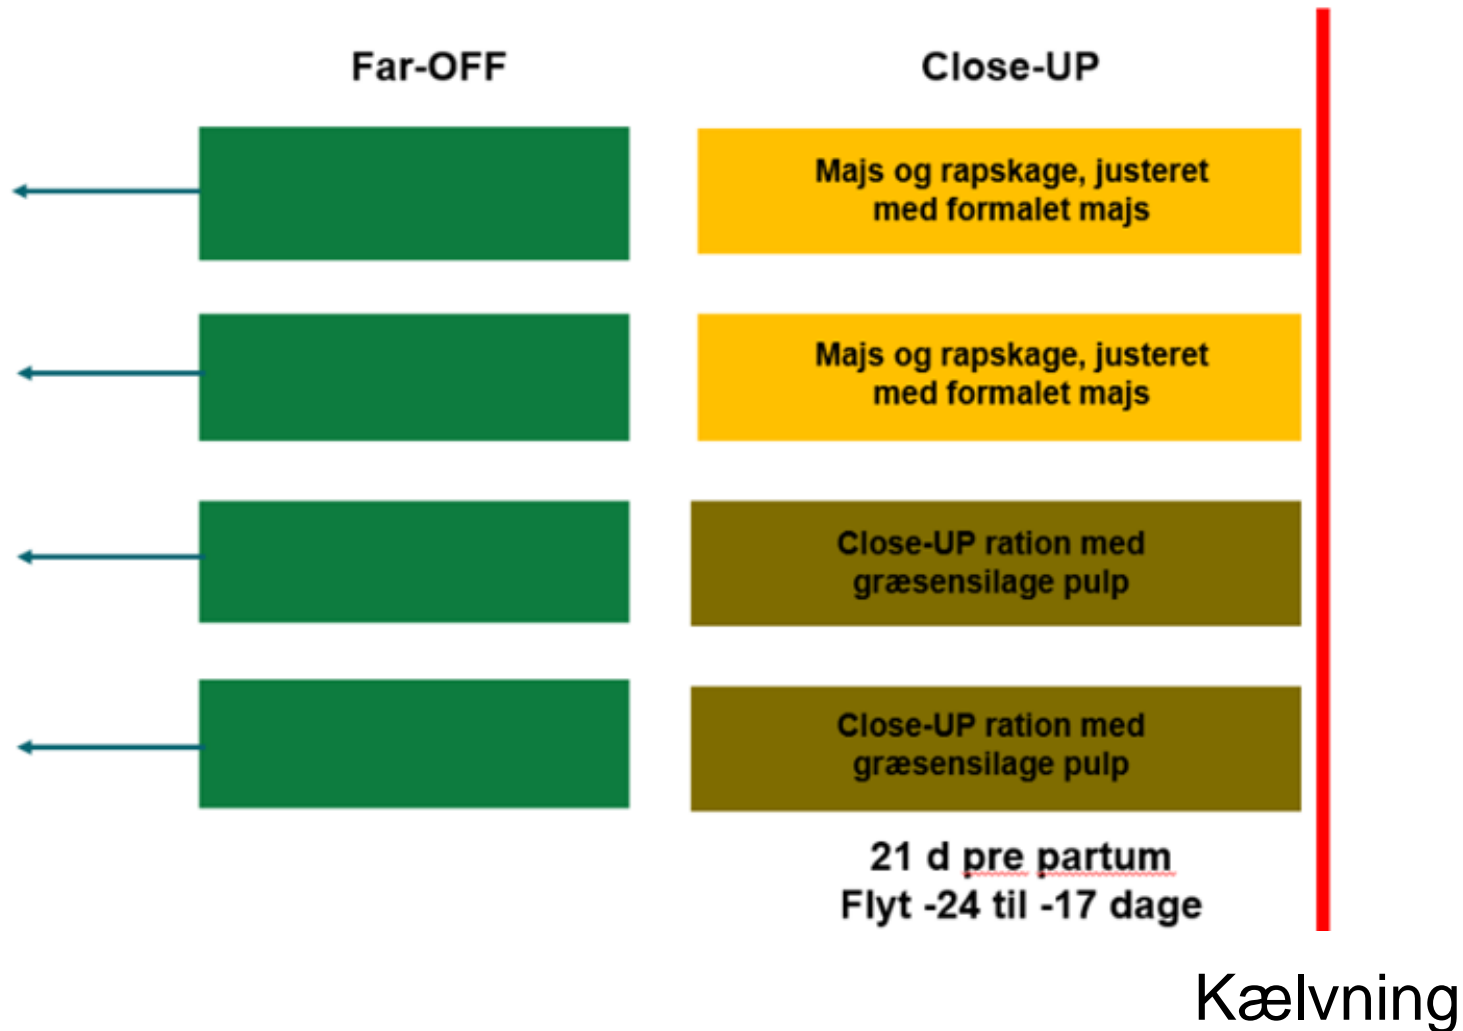 Far-OFF
Close-UP
Majs og rapskage, justeret
med formalet majs
Majs og rapskage, justeret
med formalet majs
Close-UP ration med
græsensilage pulp
Close-UP ration med
græsensilage pulp
21 d pre partum
Flyt -24 til -17 dage
Kælvning